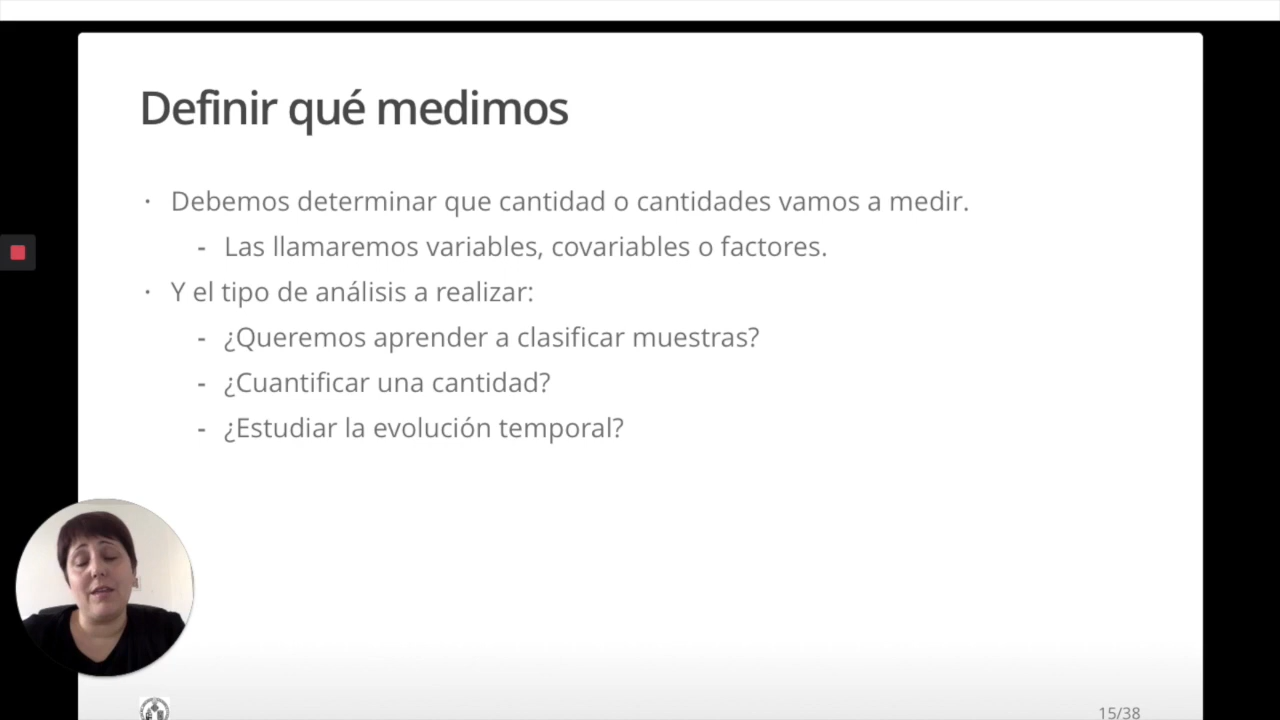 Definir qué medimos
· Debemos determinar que cantidad o cantidades vamos a medir.
- Las llamaremos variables, covariables o factores.
· Y el tipo de análisis a realizar:
- ¿Queremos aprender a clasificar muestras?
- ¿Cuantificar una cantidad?
- ¿Estudiar la evolución temporal?
15/38